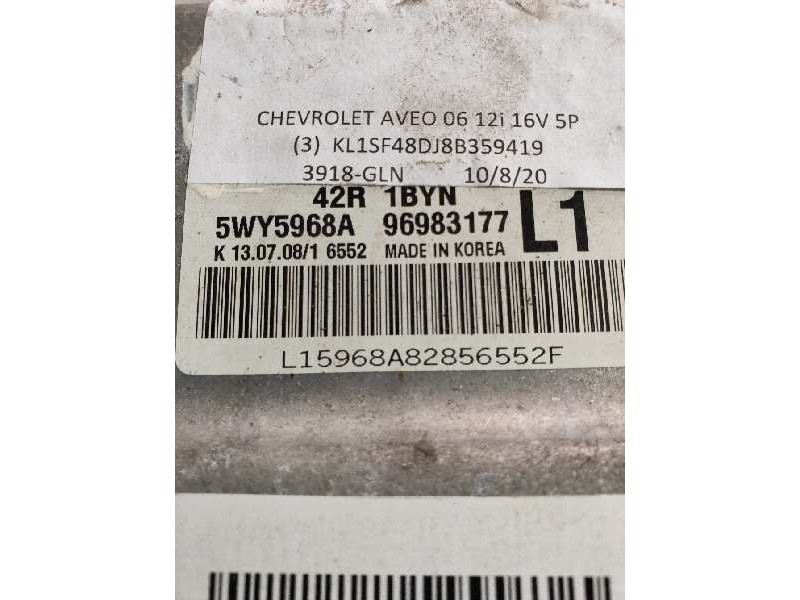 CHEVROLET AVEO 06 12i 16V 5P
(3) KL1SF48DJ8B359419
3918-GLN 10/8/20
42R 1BYN
5WY5968A 96983177 L1
K 13.07.08/1 6552 MADE IN KOREA
L15968A82856552F